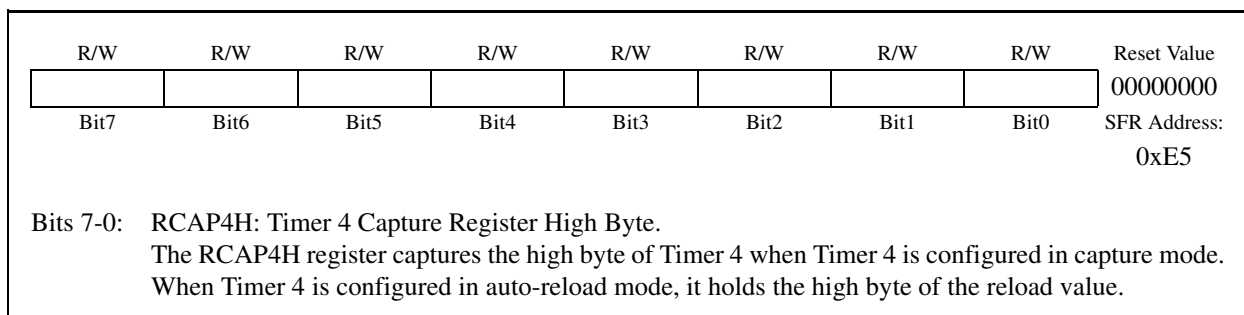 R/W R/W R/W R/W R/W R/W R/W R/W Reset Value
00000000
Bit7 Bit6 Bit5 Bit4 Bit3 Bit2 Bit1 Bit0 SFR Address:
0xE5
Bits 7-0: RCAP4H: Timer 4 Capture Register High Byte.
The RCAP4H register captures the high byte of Timer 4 when Timer 4 is configured in capture mode.
When Timer 4 is configured in auto-reload mode, it holds the high byte of the reload value.